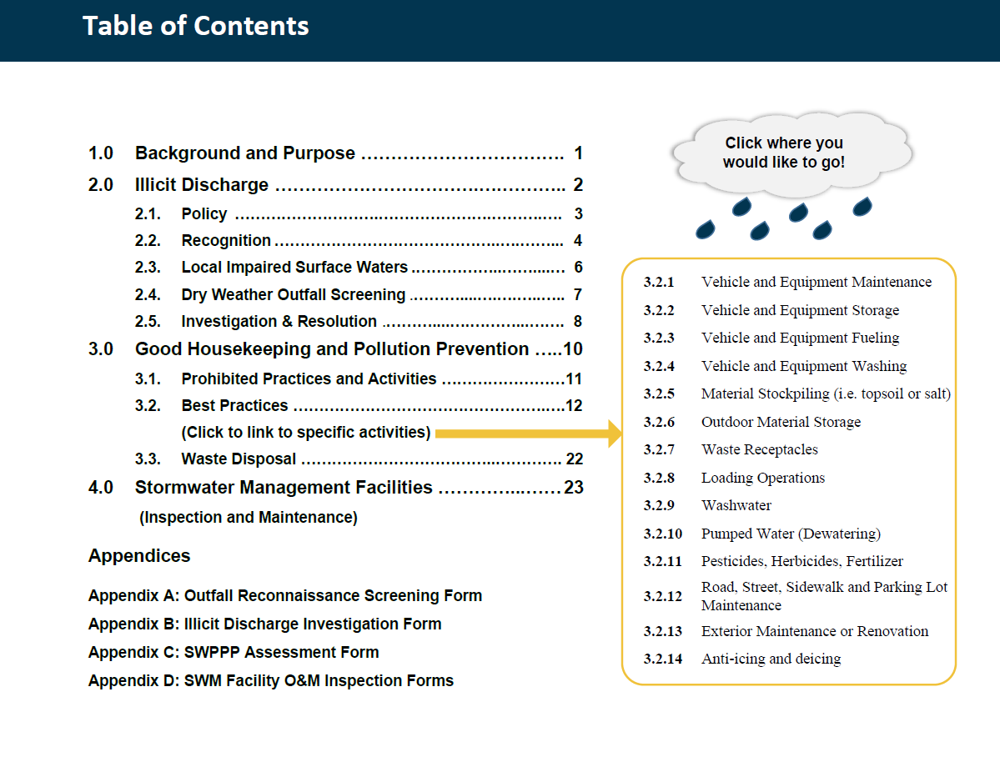 Table of Contents
1.0 Background and Purpose ……………………………. 1
2.0 Illicit Discharge …………………………….………….. 2
2.1. Policy ……………………….………………….……….…. 3
2.2. Recognition…………………………………….….……... 4
2.3. Local Impaired Surface Waters..……………..….…....… 6
2.4. Dry Weather Outfall Screening .………....….…..…..….. 7
2.5. Investigation & Resolution ….……....….………...……. 8
3.0 Good Housekeeping and Pollution Prevention …..10
3.1. Prohibited Practices and Activities ….…………………11
3.2. Best Practices ………………………………………….….12
(Click to link to specific activities)
3.3. Waste Disposal ……………………………….…………. 22
4.0 Stormwater Management Facilities …………...……23
(Inspection and Maintenance)
Appendices
Appendix A: Outfall Reconnaissance Screening Form
Appendix B: Illicit Discharge Investigation Form
Appendix C: SWPPP Assessment Form
Appendix D: SWM Facility O&M Inspection Forms
Click where you
would like to go!
3.2.1 Vehicle and Equipment Maintenance
3.2.2 Vehicle and Equipment Storage
3.2.3 Vehicle and Equipment Fueling
3.2.4 Vehicle and Equipment Washing
3.2.5 Material Stockpiling (i.e. topsoil or salt)
3.2.6 Outdoor Material Storage
3.2.7 Waste Receptacles
3.2.8 Loading Operations
3.2.9 Washwater
3.2.10 Pumped Water (Dewatering)
3.2.11 Pesticides, Herbicides, Fertilizer
3.2.12 Road, Street, Sidewalk and Parking Lot
Maintenance
3.2.13 Exterior Maintenance or Renovation
3.2.14 Anti-icing and deicing